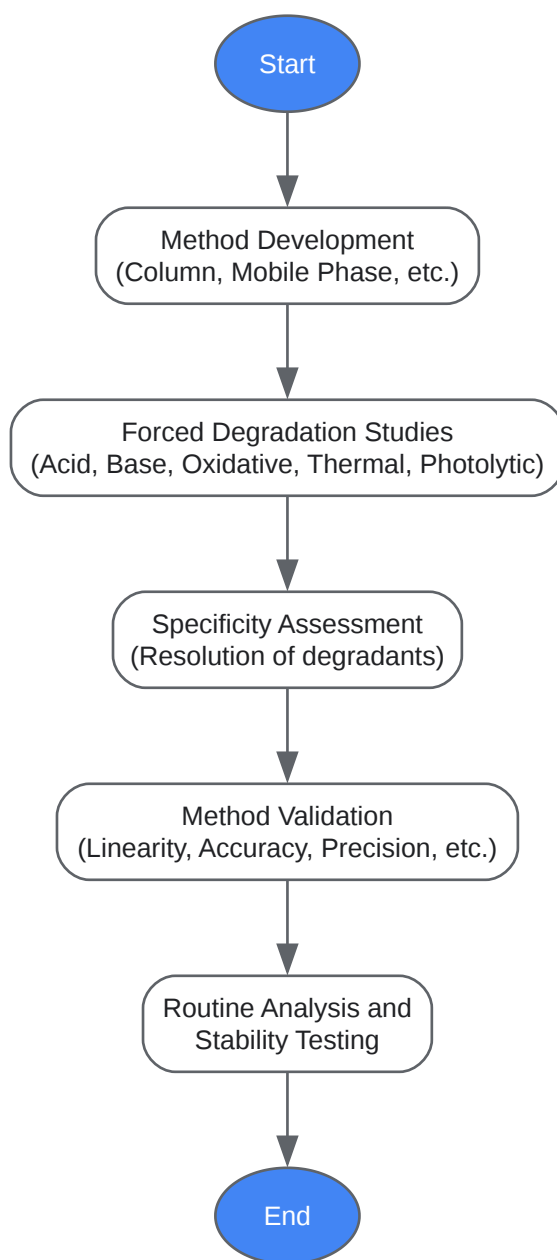 Start
Method Development
(Column, Mobile Phase, etc.)
Forced Degradation Studies
(Acid, Base, Oxidative, Thermal, Photolytic)
Specificity Assessment
(Resolution of degradants)
Method Validation
(Linearity, Accuracy, Precision, etc.)
Routine Analysis and
Stability Testing
End